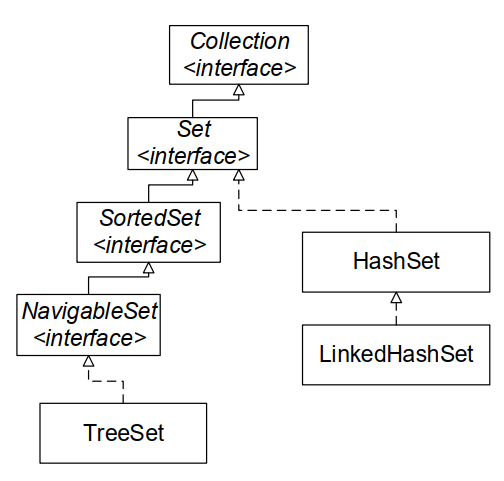 Collection
<interface>
Set
<interface>
SortedSet
<interface>
HashSet
NavigableSet
<interface>
LinkedHashSet
TreeSet